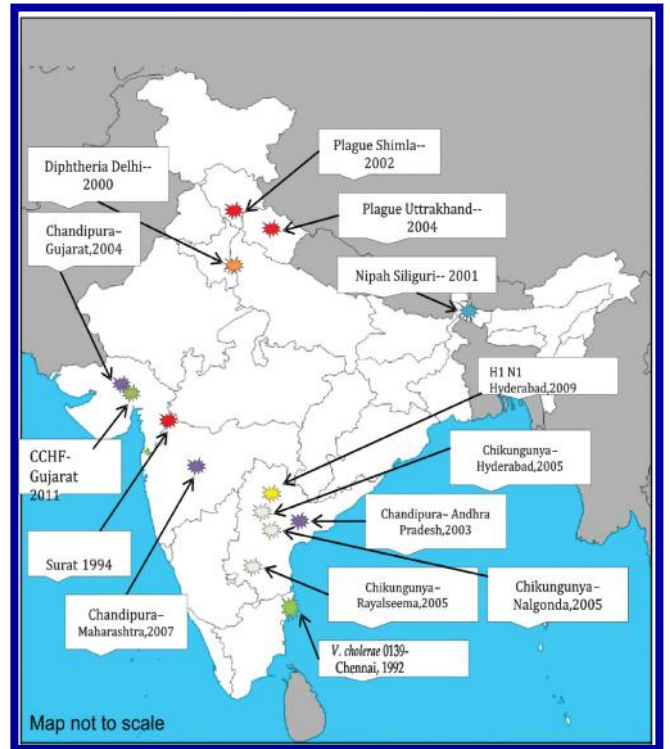 Plague Shimla--
2002
Diphtheria Delhi--
2000
Plague Uttrakhand--
2004
Chandipura–
Gujarat,2004
Nipah Siliguri-- 2001
H1 N1
Hyderabad,2009
CCHF-
Gujarat
2011
Chikungunya–
Hyderabad,2005
Chandipura– Andhra
Pradesh,2003
Surat 1994
Chikungunya–
Rayalseema,2005
Chikungunya–
Nalgonda,2005
Chandipura–
Maharashtra,2007
V. cholerae 0139-
Chennai, 1992
Map not to scale